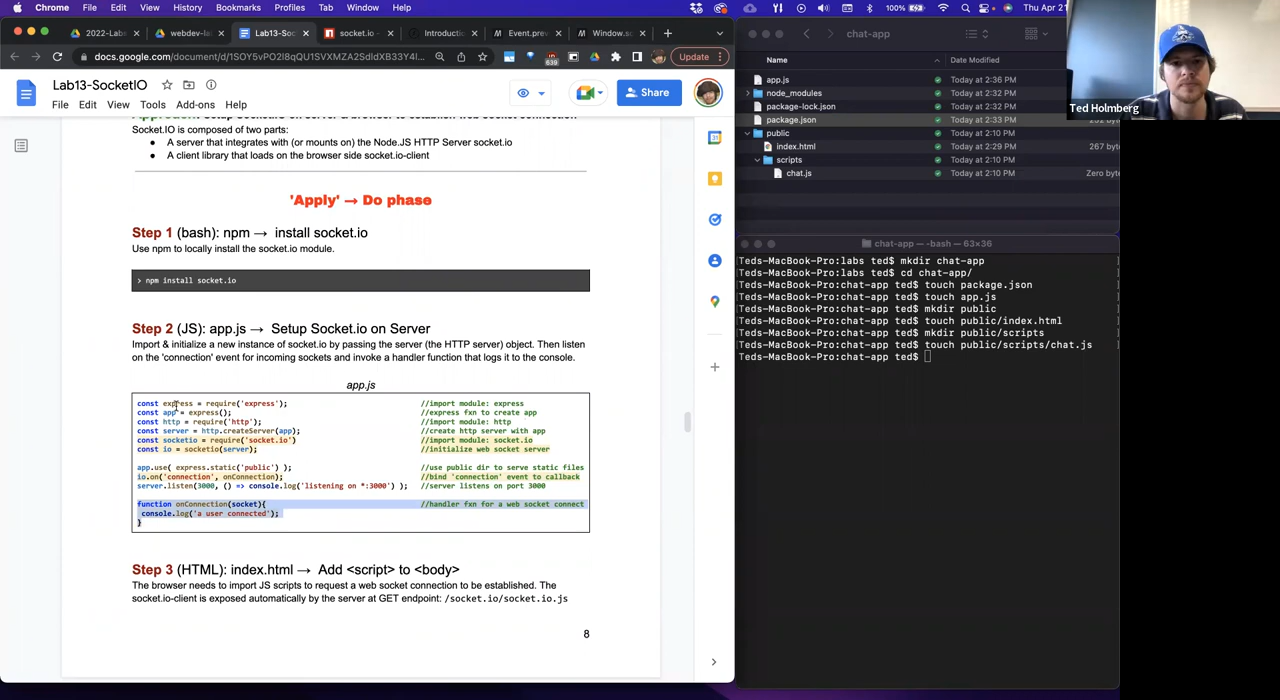 Chrome File Edit View History Bookmarks Profiles Tab Window Help
100% Thu Apr 21
2022-Labs
webdev-la
Lab13-Soc
socket.io -
Introductio
Event.prev
Window.sc
docs.google.com/document/d/1SOY5vPO2l8qQU1SVXMZA2SdIdXB33Y4l...
639
Update
Lab13-SocketIO
File Edit View Tools Add-ons Help
Share
Socket.IO is composed of two parts:
● A server that integrates with (or mounts on) the Node.JS HTTP Server socket.io
● A client library that loads on the browser side socket.io-client
'Apply' → Do phase
Step 1 (bash): npm → install socket.io
Use npm to locally install the socket.io module.
> npm install socket.io
Step 2 (JS): app.js → Setup Socket.io on Server
Import & initialize a new instance of socket.io by passing the server (the HTTP server) object. Then listen
on the 'connection' event for incoming sockets and invoke a handler function that logs it to the console.
app.js
const express = require('express'); //import module: express
const app = express(); //express fxn to create app
const http = require('http'); //import module: http
const server = http.createServer(app); //create http server with app
const socketio = require('socket.io') //import module: socket.io
const io = socketio(server); //initialize web socket server
app.use( express.static('public') ); //use public dir to serve static files
io.on('connection', onConnection); //bind 'connection' event to callback
server.listen(3000, () => console.log('listening on *:3000') ); //server listens on port 3000
function onConnection(socket){ //handler fxn for a web socket connect
console.log('a user connected');
}
Step 3 (HTML): index.html → Add <script> to <body>
The browser needs to import JS scripts to request a web socket connection to be established. The
socket.io-client is exposed automatically by the server at GET endpoint: /socket.io/socket.io.js
8
chat-app
Name Date Modified
app.js Today at 2:36 PM
node_modules Today at 2:32 PM
package-lock.json Today at 2:32 PM
package.json Today at 2:33 PM
public Today at 2:10 PM
index.html Today at 2:29 PM 267 byt
scripts Today at 2:10 PM
chat.js Today at 2:10 PM Zero byte
Ted Holmberg
chat-app — -bash — 63×36
[Teds-MacBook-Pro:labs ted$ mkdir chat-app ]
[Teds-MacBook-Pro:labs ted$ cd chat-app/ ]
[Teds-MacBook-Pro:chat-app ted$ touch package.json ]
[Teds-MacBook-Pro:chat-app ted$ touch app.js ]
[Teds-MacBook-Pro:chat-app ted$ mkdir public ]
[Teds-MacBook-Pro:chat-app ted$ touch public/index.html ]
[Teds-MacBook-Pro:chat-app ted$ mkdir public/scripts ]
[Teds-MacBook-Pro:chat-app ted$ touch public/scripts/chat.js ]
Teds-MacBook-Pro:chat-app ted$